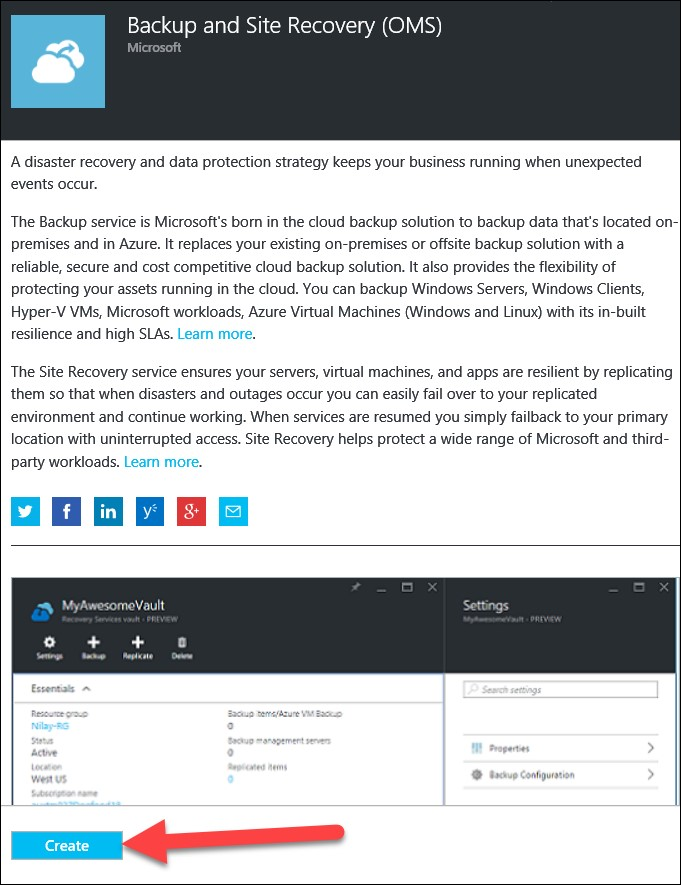 Backup and Site Recovery (OMS)
Microsoft
A disaster recovery and data protection strategy keeps your business running when unexpected
events occur.
The Backup service is Microsoft's born in the cloud backup solution to backup data that's located on-
premises and in Azure. It replaces your existing on-premises or offsite backup solution with a
reliable, secure and cost competitive cloud backup solution. It also provides the flexibility of
protecting your assets running in the cloud. You can backup Windows Servers, Windows Clients,
Hyper-V VMs, Microsoft workloads, Azure Virtual Machines (Windows and Linux) with its in-built
resilience and high SLAs. Learn more.
The Site Recovery service ensures your servers, virtual machines, and apps are resilient by replicating
them so that when disasters and outages occur you can easily fail over to your replicated
environment and continue working. When services are resumed you simply failback to your primary
location with uninterrupted access. Site Recovery helps protect a wide range of Microsoft and third-
party workloads. Learn more.
MyAwesomeVault
Recovery Services vault - PREVIEW
Settings Backup Replicate Delete
Essentials
Resource group
Nilay-RG
Status
Active
Location
West US
Subscription name
Backup items/Azure VM Backup
0
Backup management servers
0
Replicated items
0
Settings
MyAwesomeVault - PREVIEW
Search settings
Properties
Backup Configuration
Create